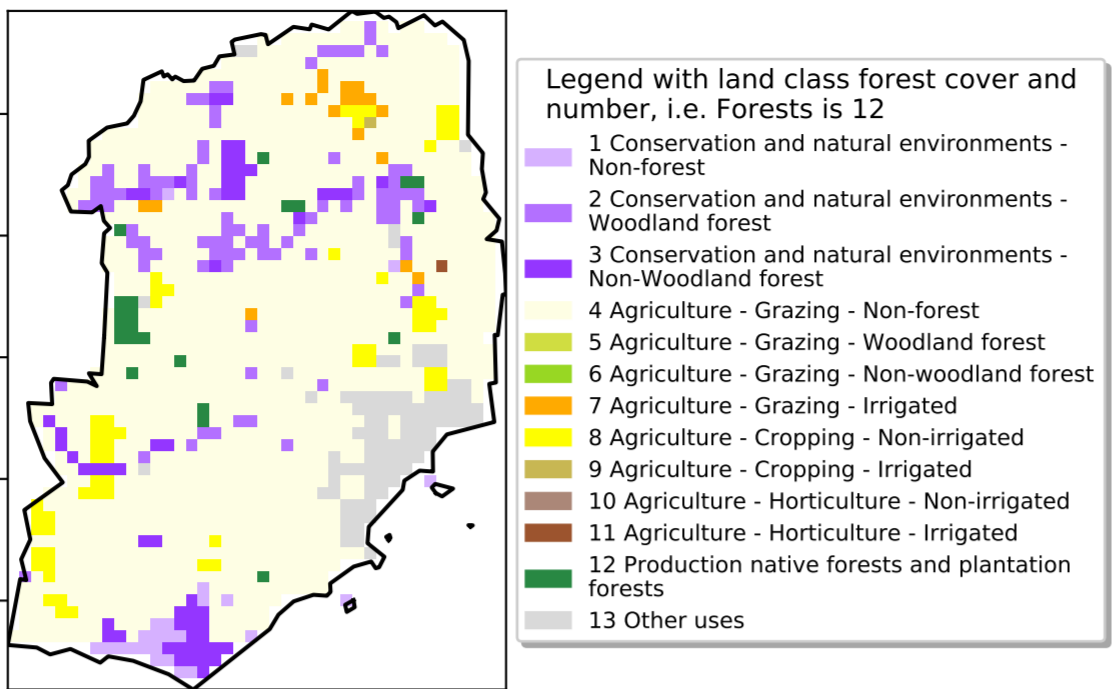 Legend with land class forest cover and
number, i.e. Forests is 12
1 Conservation and natural environments -
Non-forest
2 Conservation and natural environments -
Woodland forest
3 Conservation and natural environments -
Non-Woodland forest
4 Agriculture - Grazing - Non-forest
5 Agriculture - Grazing - Woodland forest
6 Agriculture - Grazing - Non-woodland forest
7 Agriculture - Grazing - Irrigated
8 Agriculture - Cropping - Non-irrigated
9 Agriculture - Cropping - Irrigated
10 Agriculture - Horticulture - Non-irrigated
11 Agriculture - Horticulture - Irrigated
12 Production native forests and plantation
forests
13 Other uses